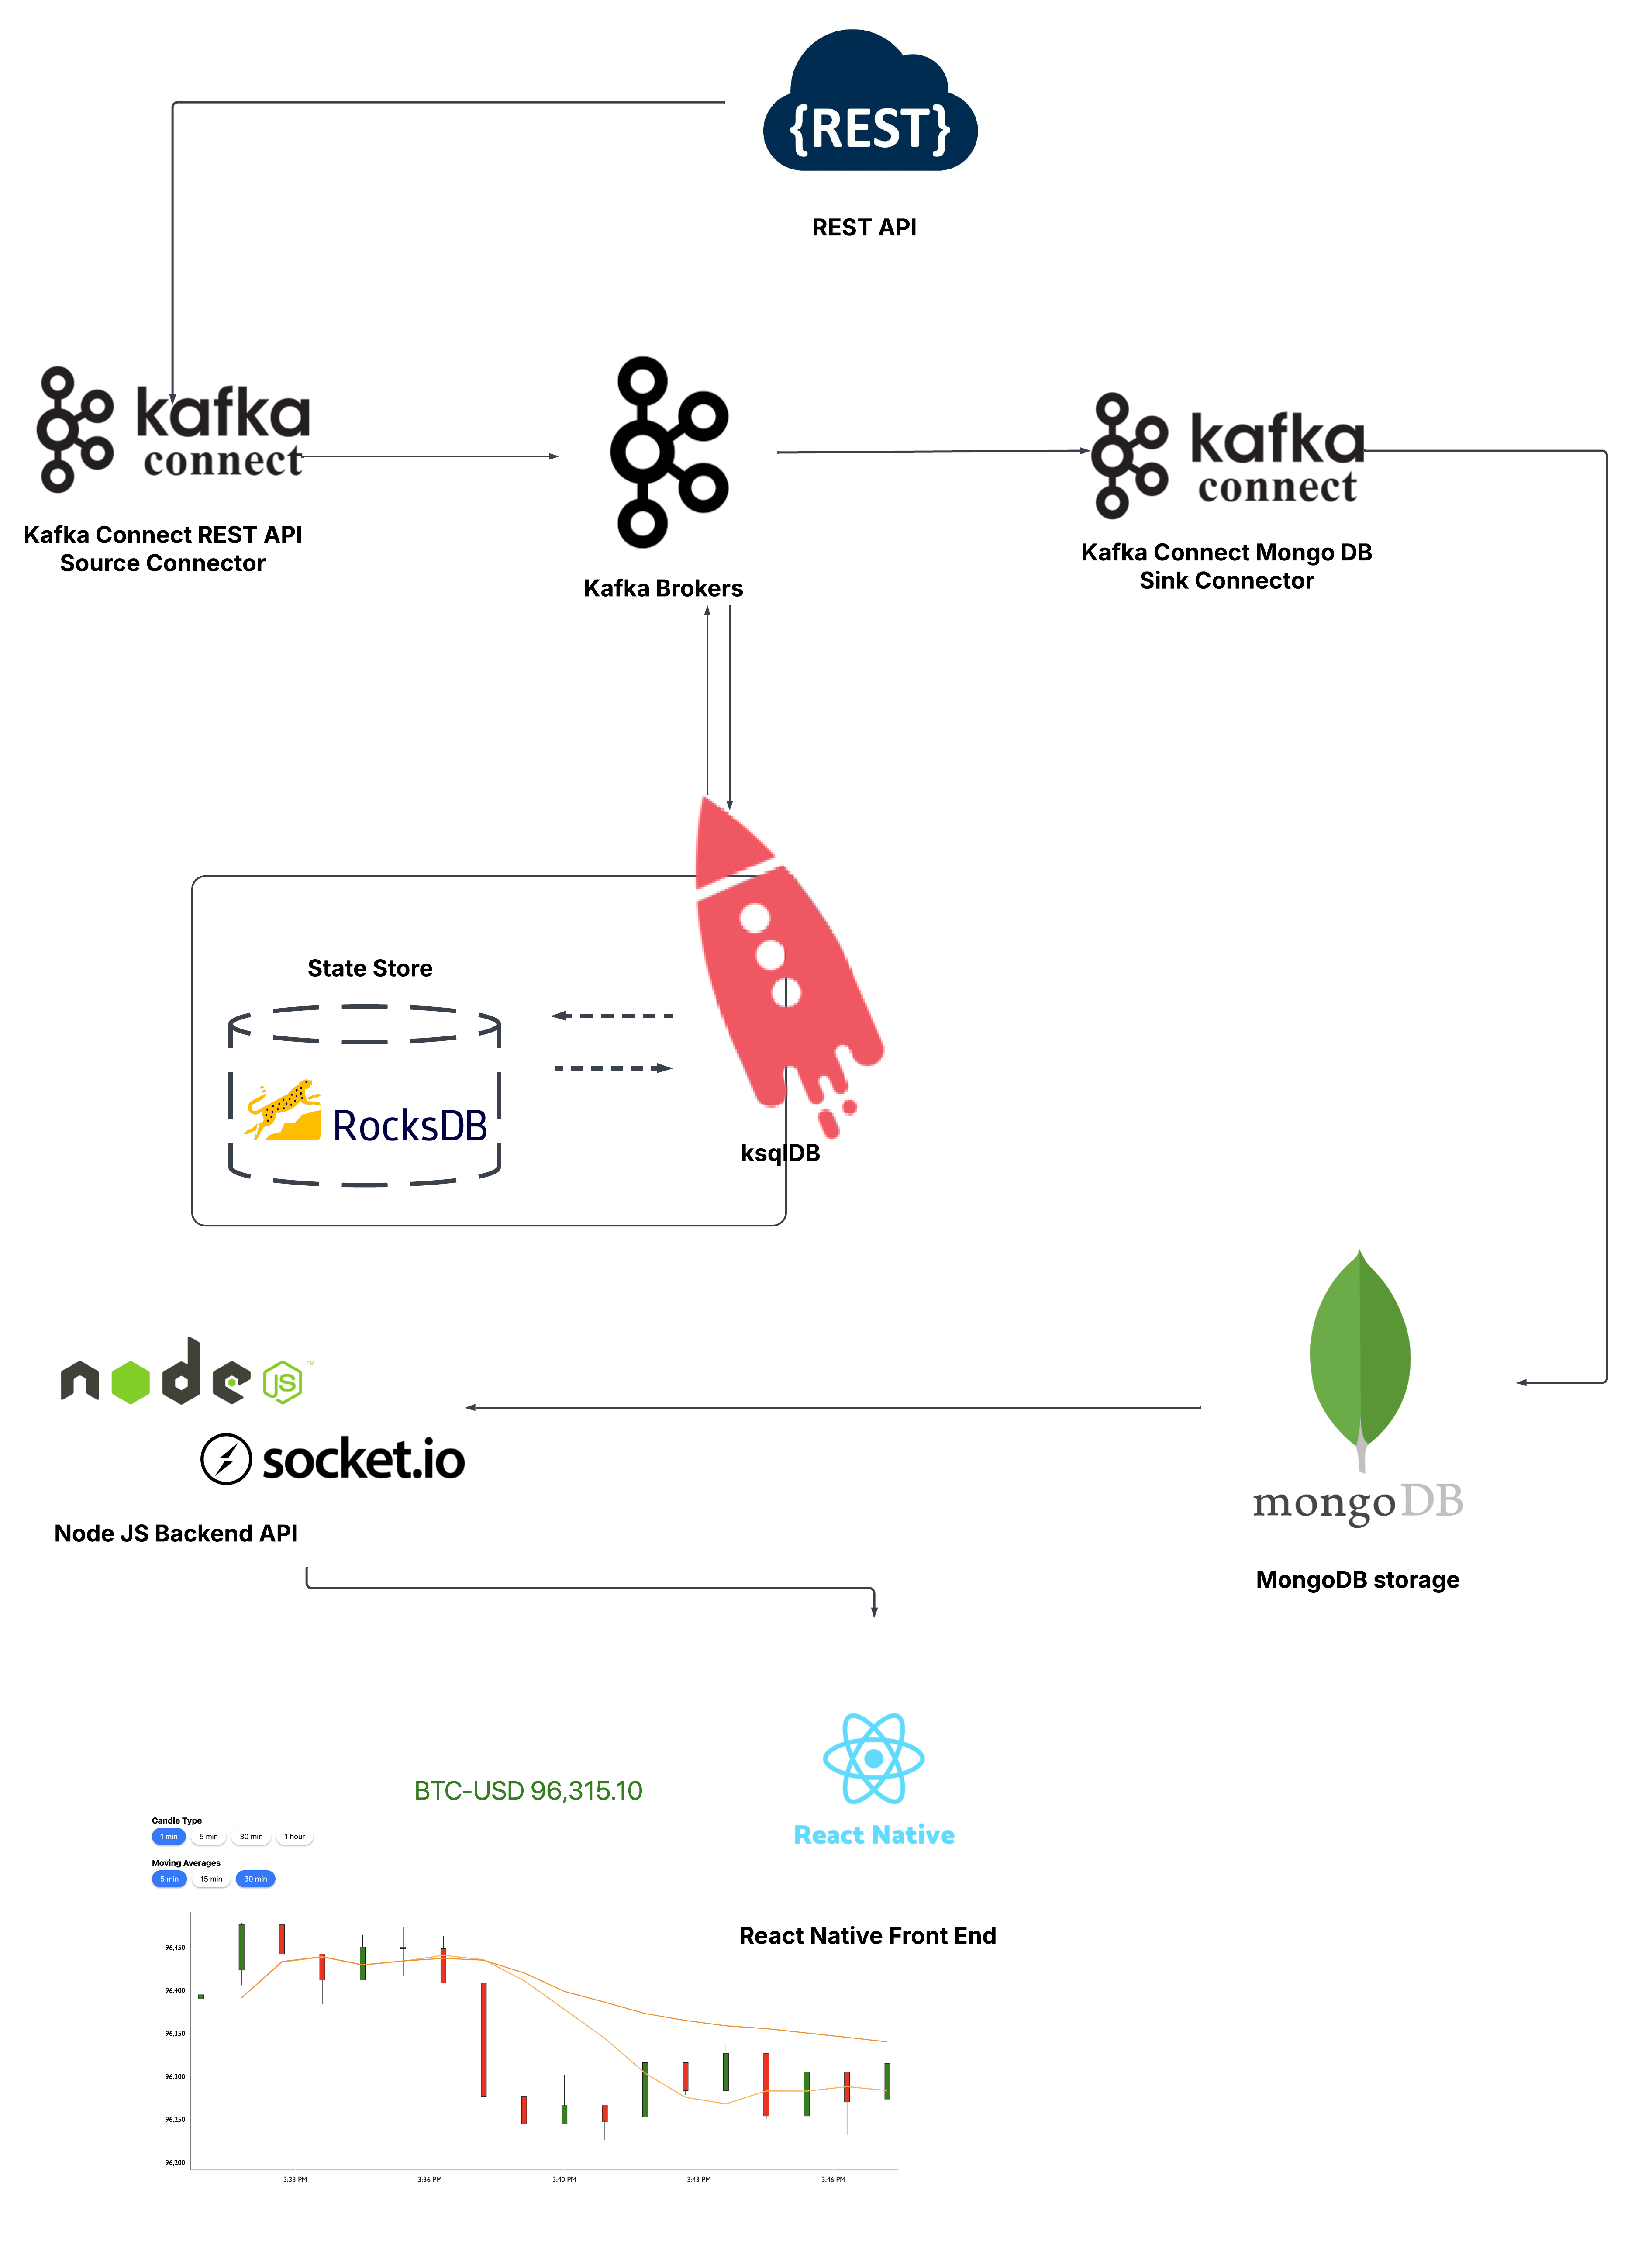 {REST}
REST API
kafka
connect
Kafka Connect REST API
Source Connector
Kafka Brokers
kafka
connect
Kafka Connect Mongo DB
Sink Connector
State Store
RocksDB
ksqlDB
node
JS
TM
socket.io
Node JS Backend API
mongoDB
MongoDB storage
BTC-USD 96,315.10
React Native
React Native Front End
Candle Type
1 min 5 min 30 min 1 hour
Moving Averages
5 min 15 min 30 min
96,450
96,400
96,350
96,300
96,250
96,200
3:33 PM 3:36 PM 3:40 PM 3:43 PM 3:46 PM